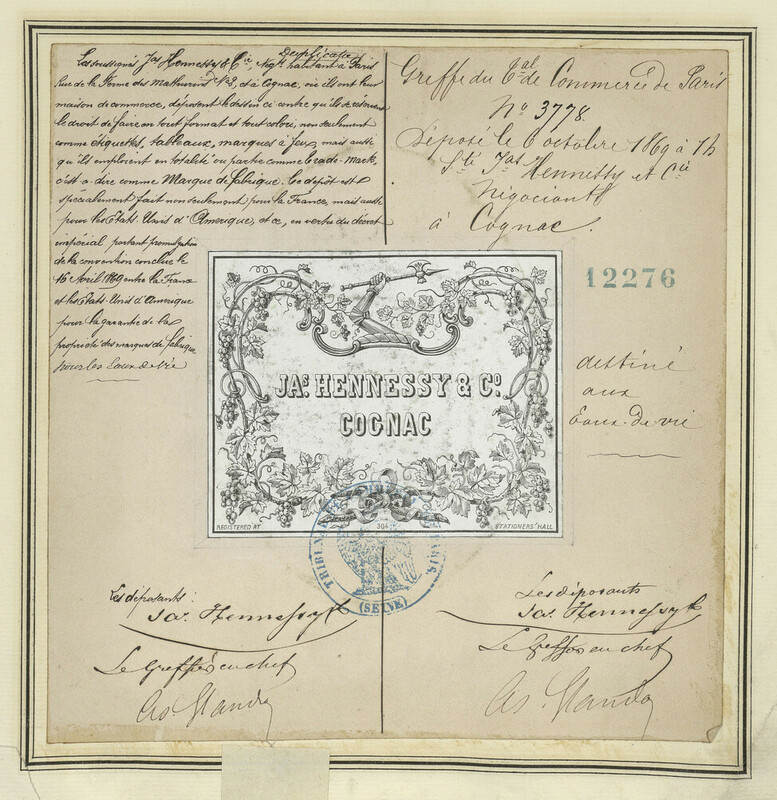 Duplicata
Les soussignés Jas Hennessy & Cie, Négts habitant à Paris
Rue de la Ferme des Mathurins No 2, et à Cognac, où ils ont leur
maison de commerce, déposent le dessin ci contre qu'ils se réservent
le droit de faire en tout format et tout coloris, non seulement
comme étiquettes, tableaux, marques à feu, mais aussi
qu'ils emploient en totalité ou partie comme trade-mark,
c'est à dire comme Marque de fabrique. Ce dépôt est
spécialement fait non seulement pour la France, mais aussi
pour les Etats-Unis d'Amérique, et ce, en vertu du décret
impérial portant promulgation
de la convention conclue le
16 Avril 1869 entre la France
et les Etats-Unis d'Amérique
pour la garantie de la
propriété des marques de fabrique
pour les Eaux-de-vie
Greffe du Tal de Commerce de Paris
No 3778.
Déposé le 6 octobre 1869 à 1h
Sté Jas Hennessy et Cie
Négociants
à Cognac.
12276
destiné
aux
Eaux-de-vie
JAS. HENNESSY & CO.
COGNAC
REGISTERED AT
304
STATIONERS' HALL
TRIBUNAL
(SEINE)
Les déposants :
Jas Hennessy
Le Greffier en chef
Les déposants
Jas Hennessy
Le Greffier en chef